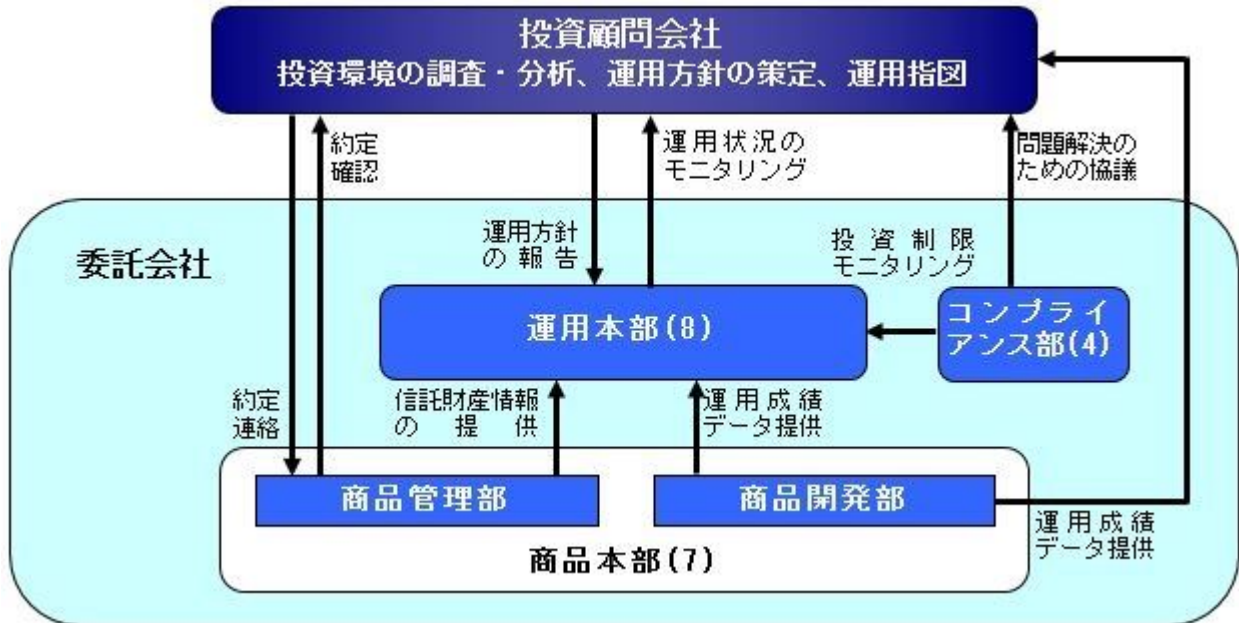 投資顧問会社
投資環境の調査・分析、運用方針の策定、運用指図
約定
確認
運用状況の
モニタリング
問題解決の
ための協議
委託会社
運用方針
の報告
投資制限
モニタリング
運用本部(8)
コンプライ
アンス部(4)
約定
連絡
信託財産情報
の提供
運用成績
データ提供
商品管理部
商品開発部
運用成績
データ提供
商品本部(7)